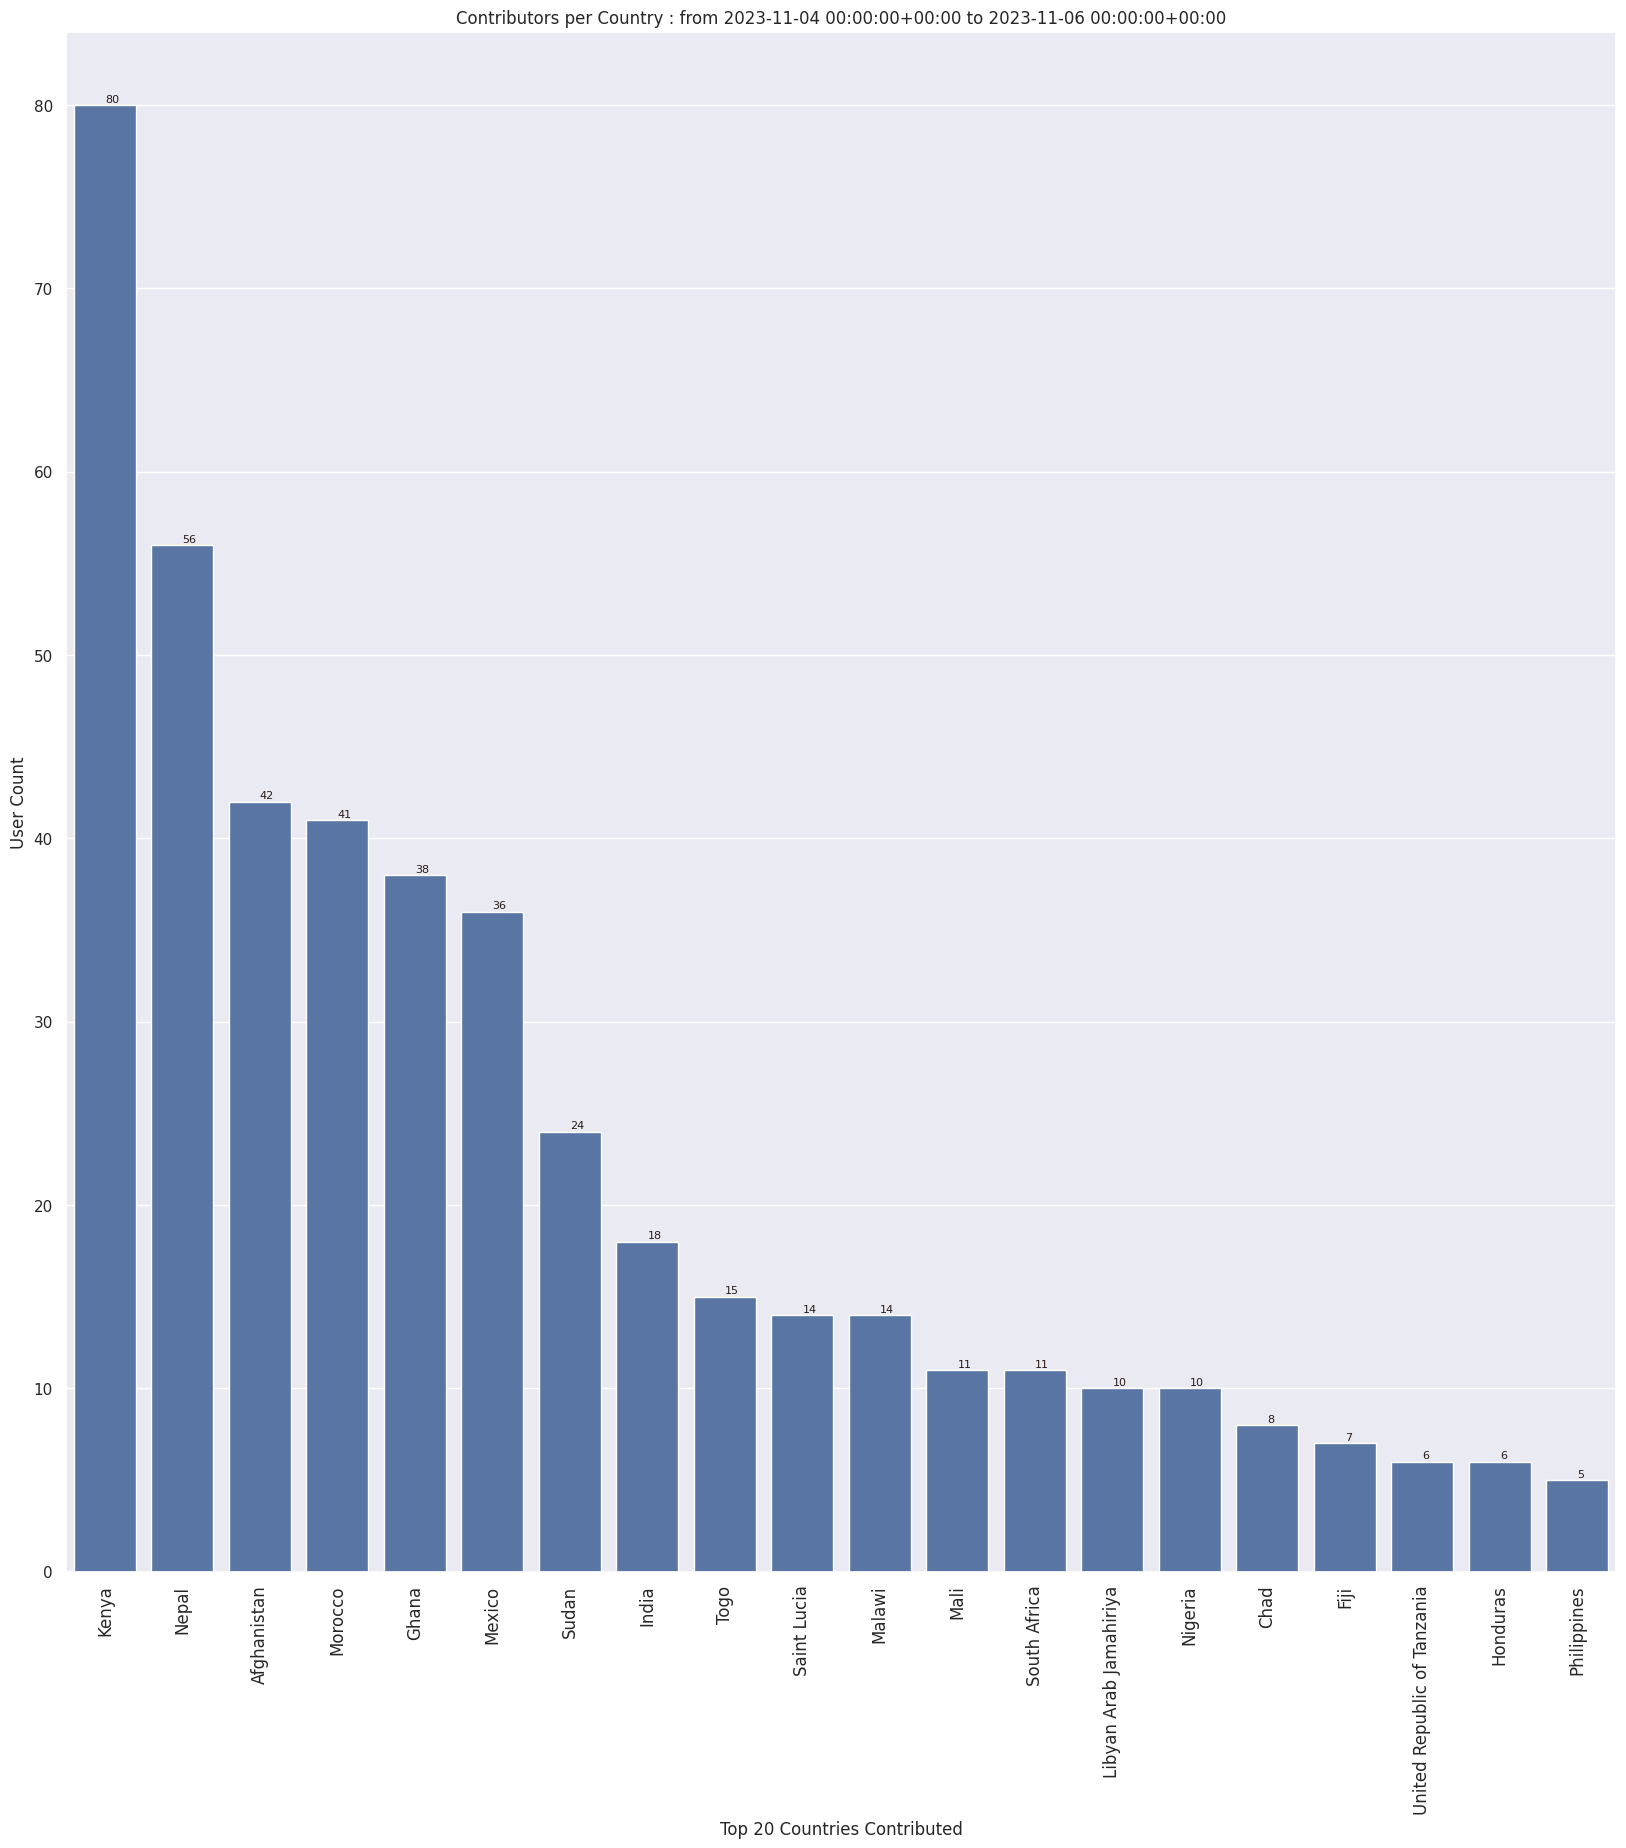 Contributors per Country : from 2023-11-04 00:00:00+00:00 to 2023-11-06 00:00:00+00:00
User Count
80
70
60
50
40
30
20
10
0
80
56
42
41
38
36
24
18
15
14
14
11
11
10
10
8
7
6
6
5
Kenya
Nepal
Afghanistan
Morocco
Ghana
Mexico
Sudan
India
Togo
Saint Lucia
Malawi
Mali
South Africa
Libyan Arab Jamahiriya
Nigeria
Chad
Fiji
United Republic of Tanzania
Honduras
Philippines
Top 20 Countries Contributed